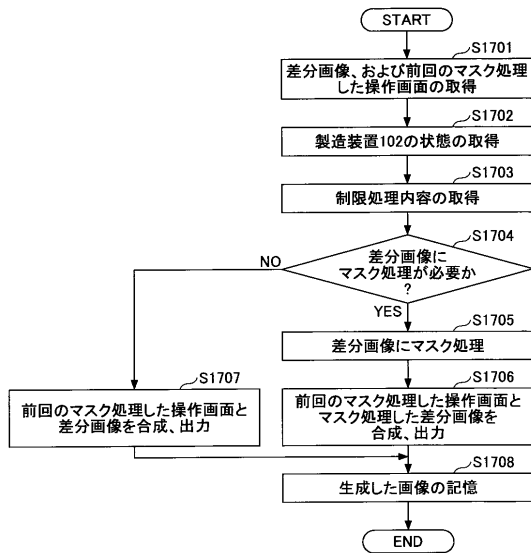 START
S1701
差分画像、および前回のマスク処理
した操作画面の取得
S1702
製造装置102の状態の取得
S1703
制限処理内容の取得
S1704
差分画像に
マスク処理が必要か
?
NO
YES
S1705
差分画像にマスク処理
S1707
前回のマスク処理した操作画面と
差分画像を合成、出力
S1706
前回のマスク処理した操作画面と
マスク処理した差分画像を
合成、出力
S1708
生成した画像の記憶
END